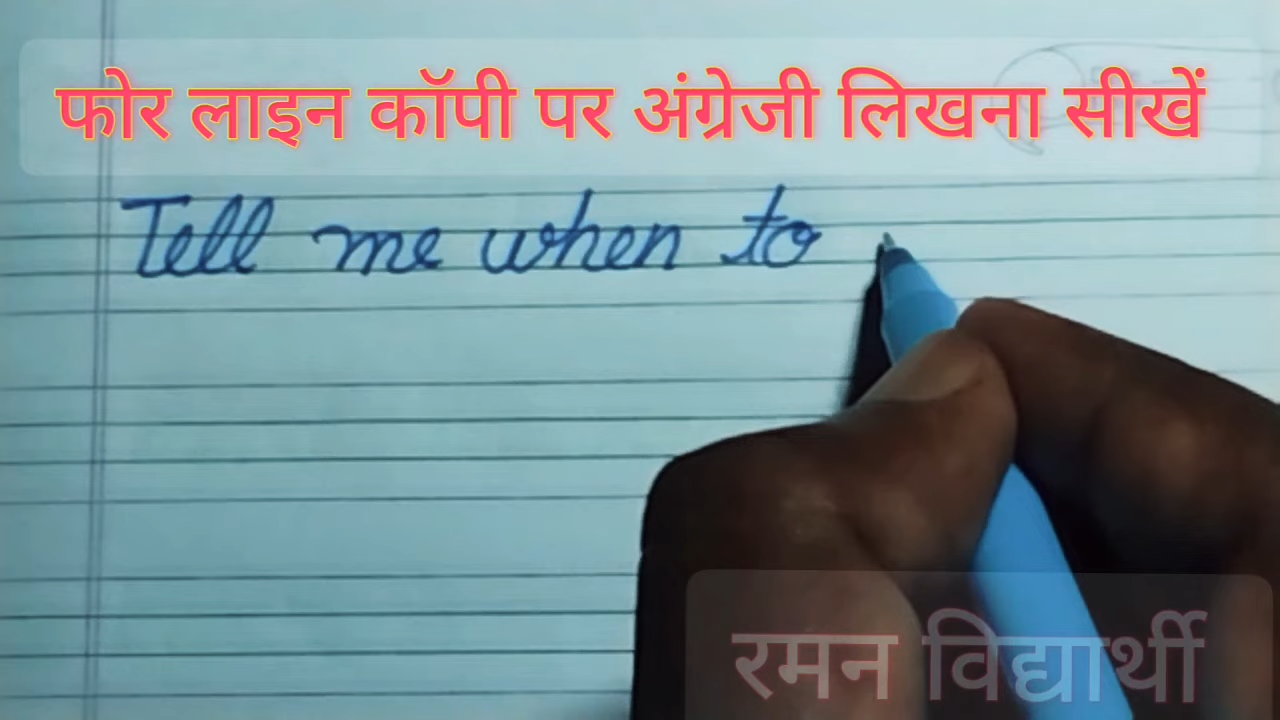 फोर लाइन कॉपी पर अंग्रेजी लिखना सीखें
Tell me when to
रमन विद्यार्थी